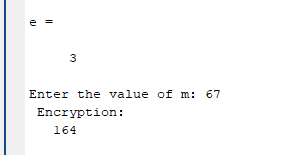 e =
3
Enter the value of m: 67
Encryption:
164